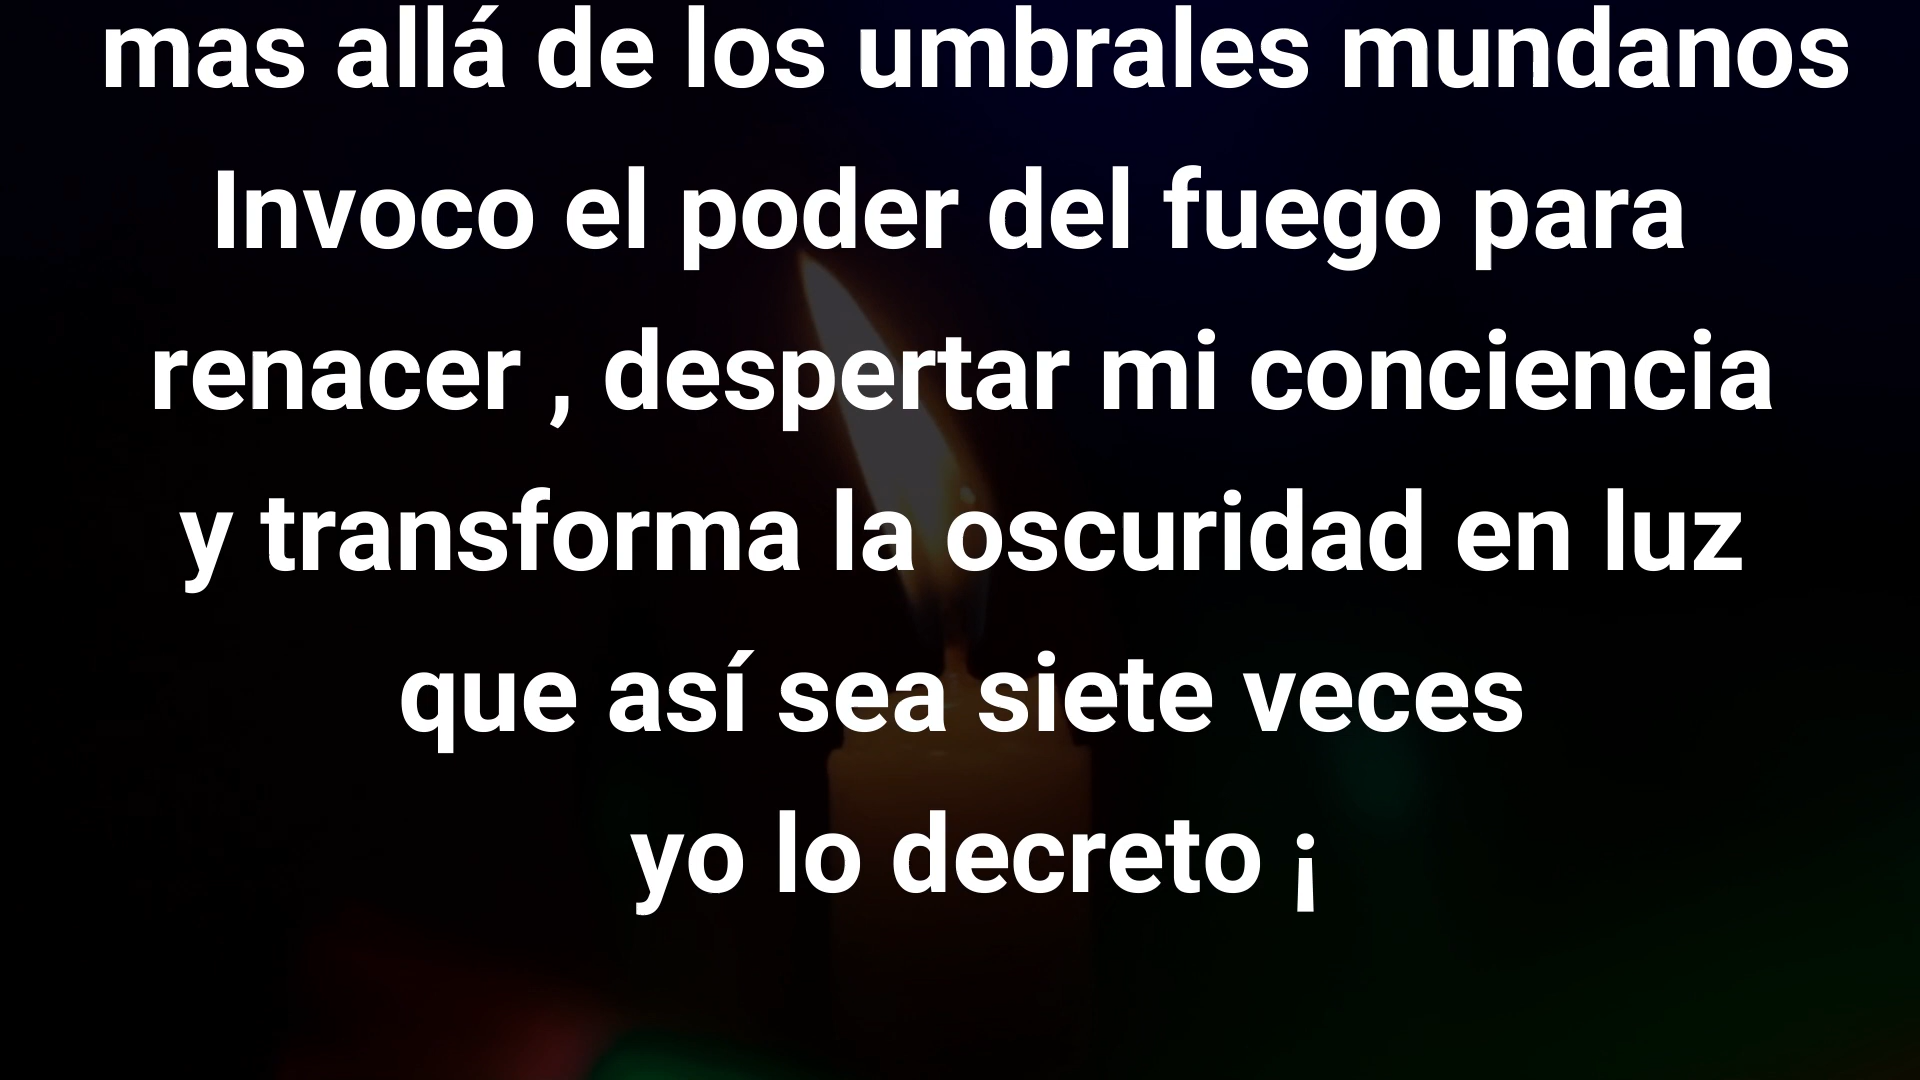 mas allá de los umbrales mundanos
Invoco el poder del fuego para
renacer , despertar mi conciencia
y transforma la oscuridad en luz
que así sea siete veces
yo lo decreto ¡